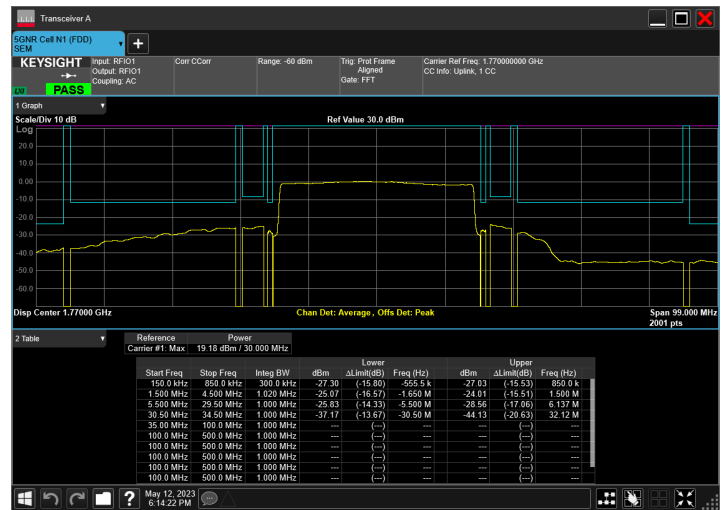 Transceiver A
5GNR Cell N1 (FDD)
SEM
KEYSIGHT
LXI
PASS
Input: RFIO1
Output: RFIO1
Coupling: AC
Corr CCorr
Range: -60 dBm
Trig: Prot Frame
Aligned
Gate: FFT
Carrier Ref Freq: 1.770000000 GHz
CC Info: Uplink, 1 CC
1 Graph
Scale/Div 10 dB
Ref Value 30.0 dBm
Log
20.0
10.0
0.00
-10.0
-20.0
-30.0
-40.0
-50.0
-60.0
Disp Center 1.77000 GHz
Chan Det: Average , Offs Det: Peak
Span 99.000 MHz
2001 pts
2 Table
Reference Power
Carrier #1: Max 19.18 dBm / 30.000 MHz
Lower Upper
Start Freq Stop Freq Integ BW dBm ΔLimit(dB) Freq (Hz) dBm ΔLimit(dB) Freq (Hz)
150.0 kHz 850.0 kHz 300.0 kHz -27.30 (-15.80) -555.5 k -27.03 (-15.53) 850.0 k
1.500 MHz 4.500 MHz 1.020 MHz -25.07 (-16.57) -1.650 M -24.01 (-15.51) 1.500 M
5.500 MHz 29.50 MHz 1.000 MHz -25.83 (-14.33) -5.500 M -28.56 (-17.06) 6.137 M
30.50 MHz 34.50 MHz 1.000 MHz -37.17 (-13.67) -30.50 M -44.13 (-20.63) 32.12 M
35.00 MHz 100.0 MHz 1.000 MHz --- (---) --- --- (---) ---
100.0 MHz 500.0 MHz 1.000 MHz --- (---) --- --- (---) ---
100.0 MHz 500.0 MHz 1.000 MHz --- (---) --- --- (---) ---
100.0 MHz 500.0 MHz 1.000 MHz --- (---) --- --- (---) ---
100.0 MHz 500.0 MHz 1.000 MHz --- (---) --- --- (---) ---
100.0 MHz 500.0 MHz 1.000 MHz --- (---) --- --- (---) ---
May 12, 2023
6:14:22 PM